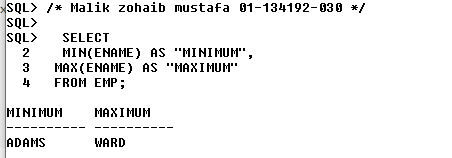 SQL> /* Malik zohaib mustafa 01-134192-030 */
SQL>
SQL>   SELECT
  2    MIN(ENAME) AS "MINIMUM",
  3   MAX(ENAME) AS "MAXIMUM"
  4   FROM EMP;
MINIMUM    MAXIMUM
---------- ----------
ADAMS      WARD